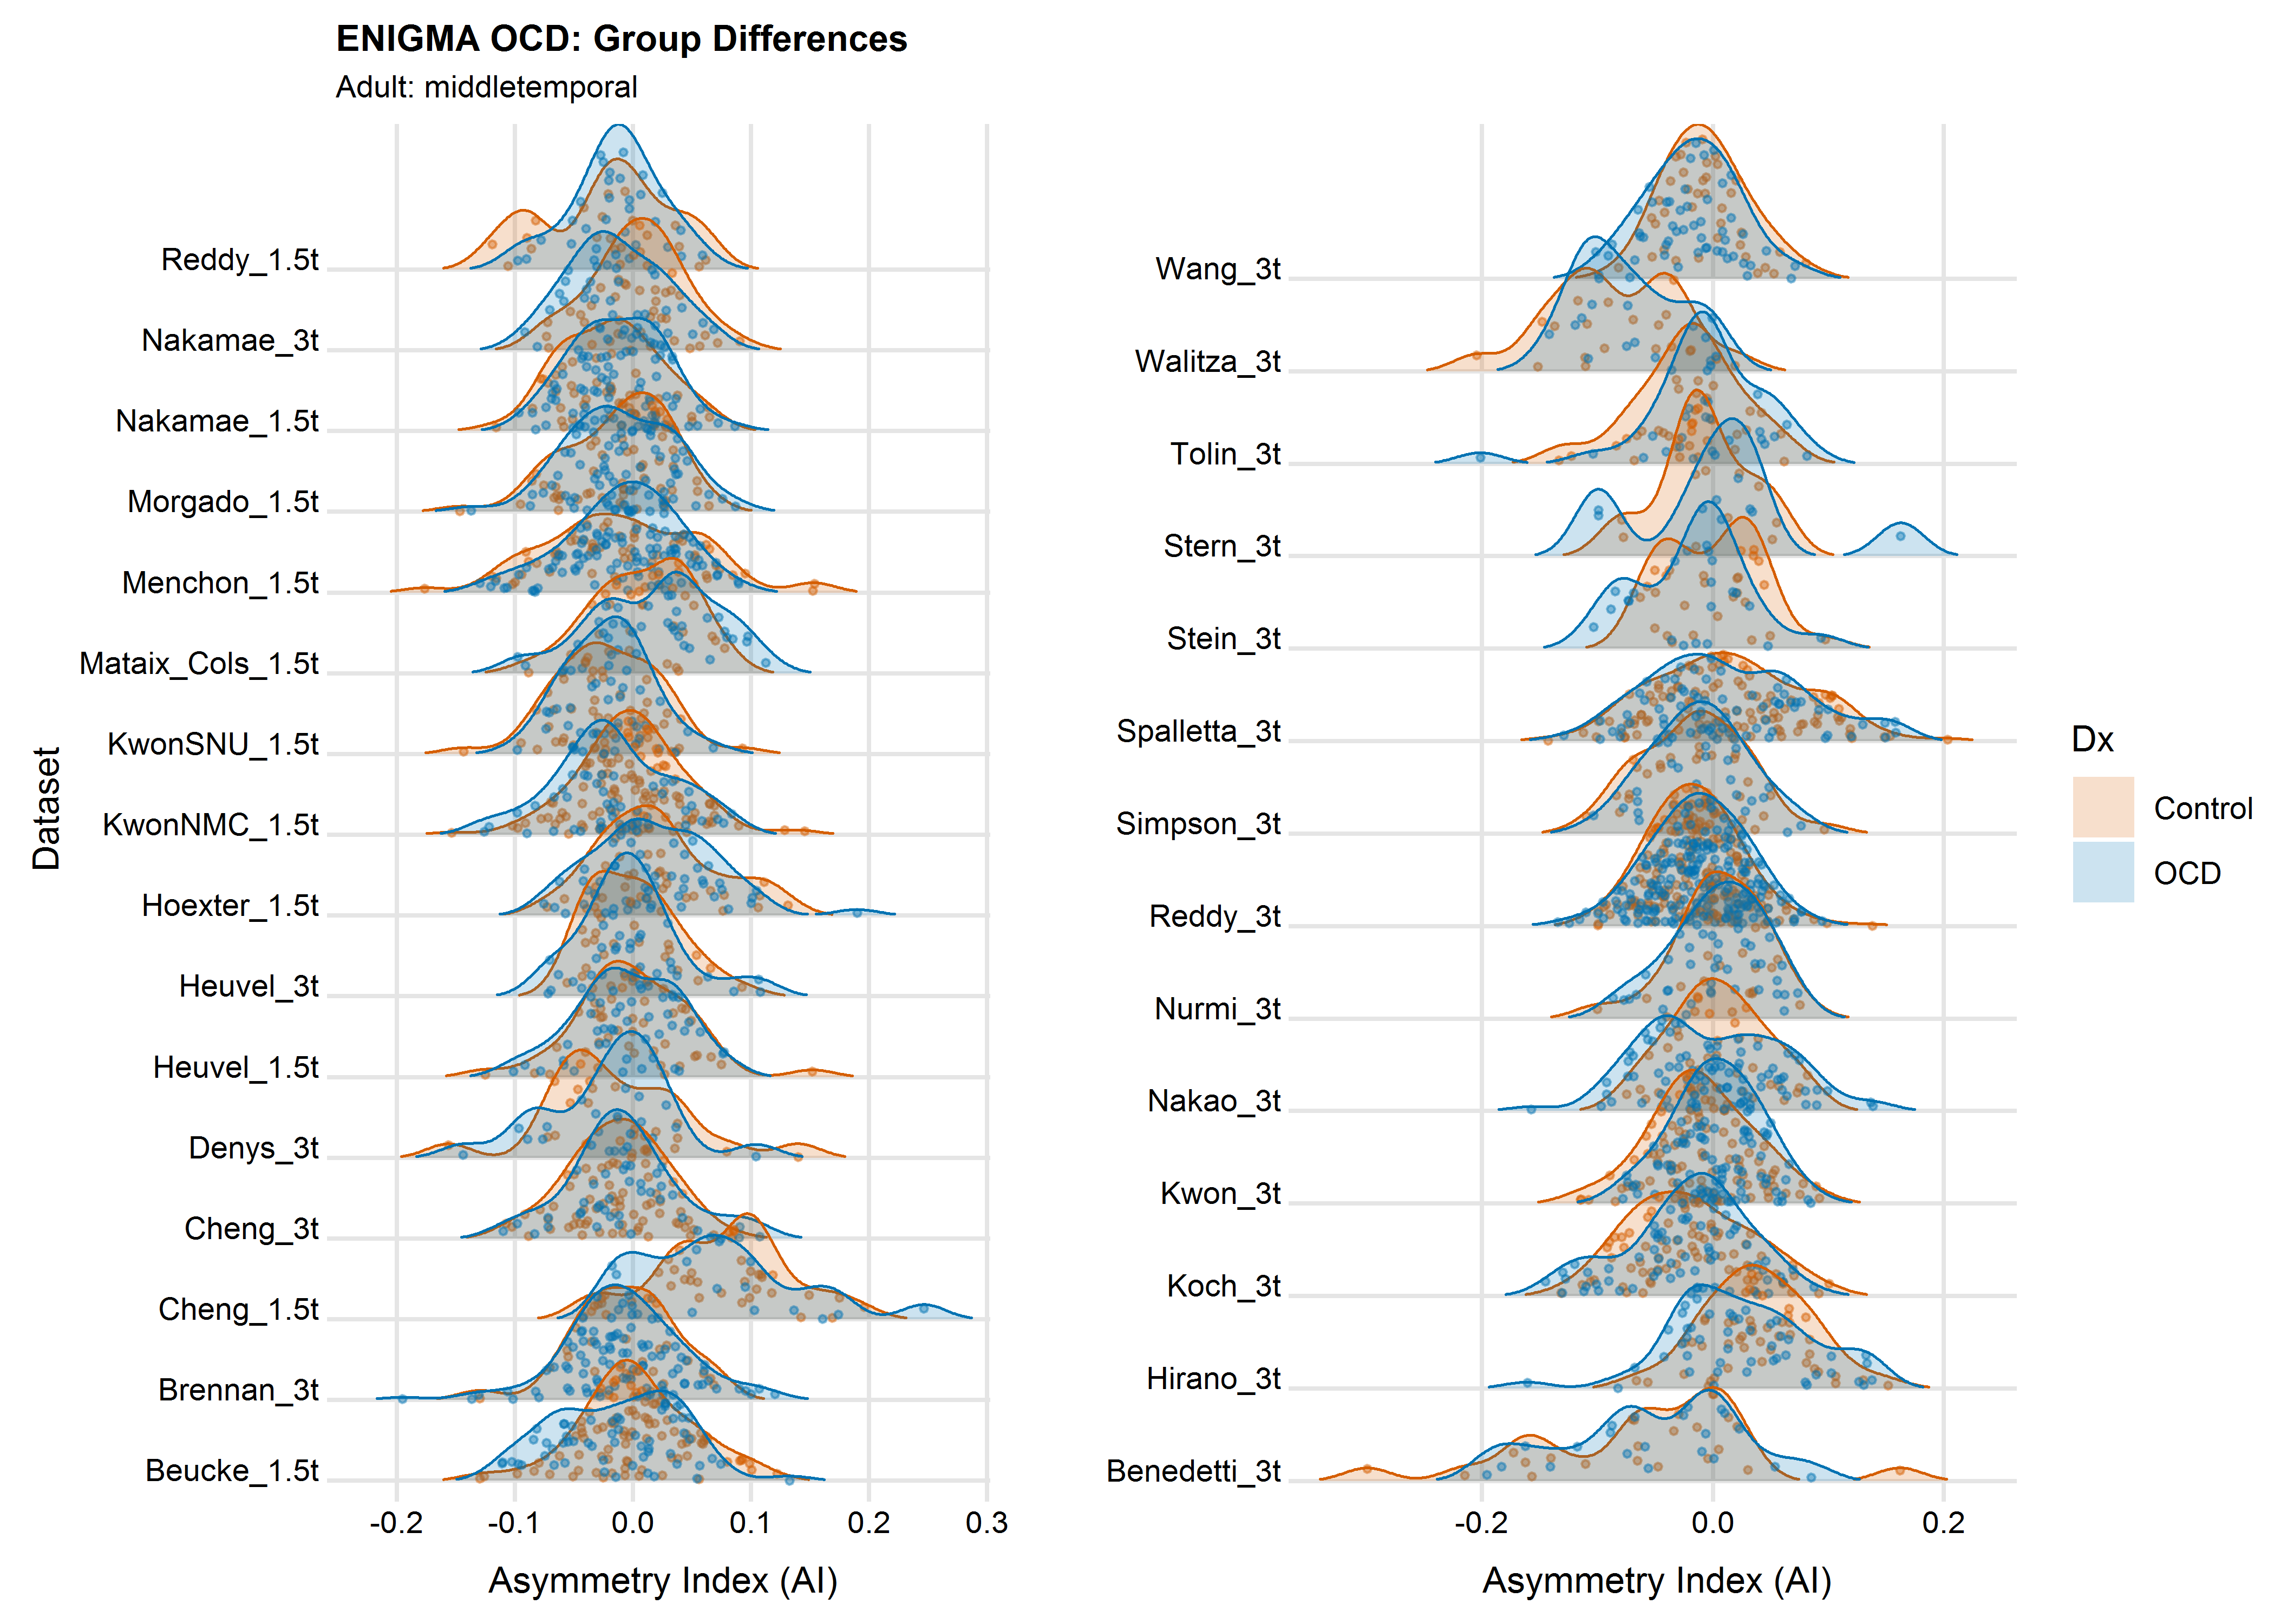 ENIGMA OCD: Group Differences
Adult: middletemporal
Dataset
Reddy_1.5t
Nakamae_3t
Nakamae_1.5t
Morgado_1.5t
Menchon_1.5t
Mataix_Cols_1.5t
KwonSNU_1.5t
KwonNMC_1.5t
Hoexter_1.5t
Heuvel_3t
Heuvel_1.5t
Denys_3t
Cheng_3t
Cheng_1.5t
Brennan_3t
Beucke_1.5t
-0.2 -0.1 0.0 0.1 0.2 0.3
Asymmetry Index (AI)
Wang_3t
Walitza_3t
Tolin_3t
Stern_3t
Stein_3t
Spalletta_3t
Simpson_3t
Reddy_3t
Nurmi_3t
Nakao_3t
Kwon_3t
Koch_3t
Hirano_3t
Benedetti_3t
-0.2 0.0 0.2
Asymmetry Index (AI)
Dx
Control
OCD